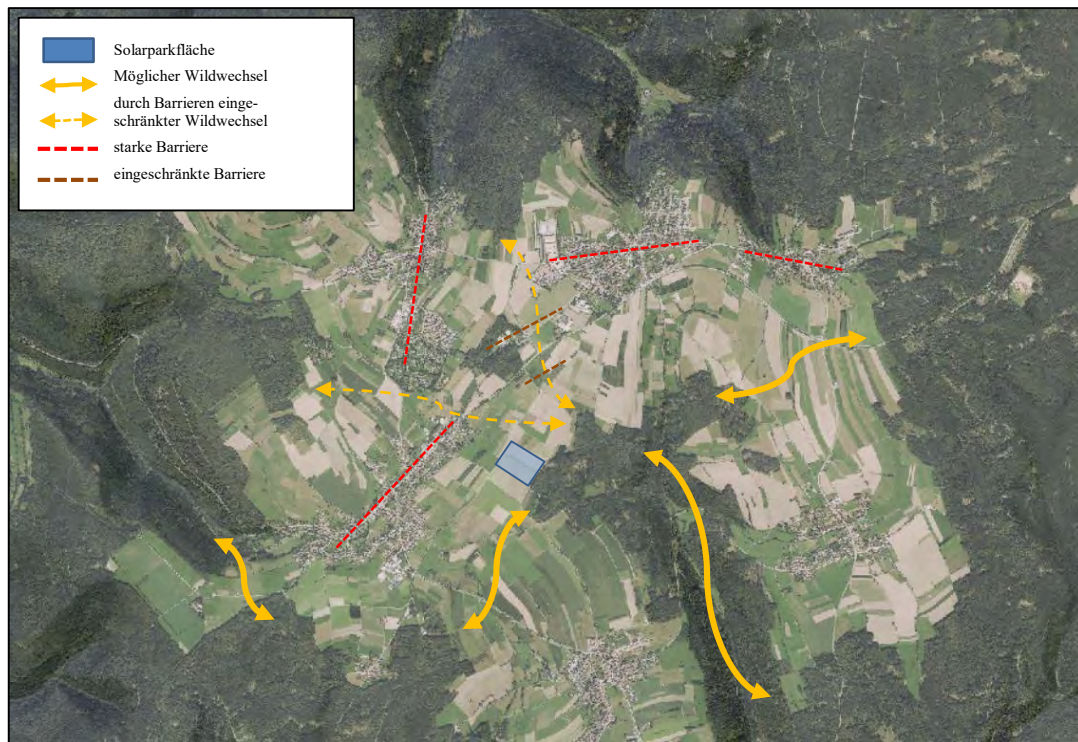 Solarparkfläche
Möglicher Wildwechsel
durch Barrieren einge-
schränkter Wildwechsel
starke Barriere
eingeschränkte Barriere